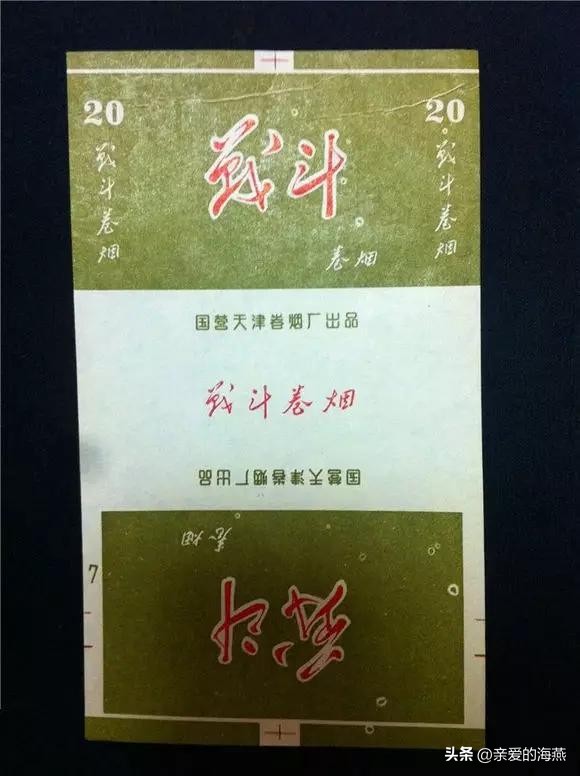 20
20
战斗
战斗卷烟
战斗卷烟
卷烟
国营天津卷烟厂出品
战斗卷烟
国营天津卷烟厂出品
卷烟
7
战斗
头条 @亲爱的海燕